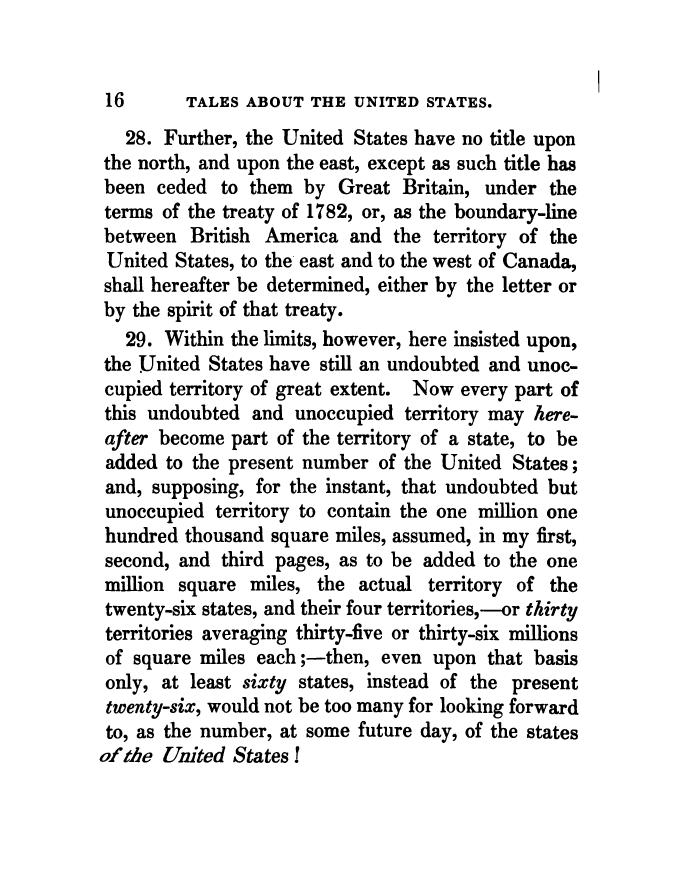 16 TALES ABOUT THE UNITED STATES.
28. Further, the United States have no title upon
the north, and upon the east, except as such title has
been ceded to them by Great Britain, under the
terms of the treaty of 1782, or, as the boundary-line
between British America and the territory of the
United States, to the east and to the west of Canada,
shall hereafter be determined, either by the letter or
by the spirit of that treaty.
29. Within the limits, however, here insisted upon,
the United States have still an undoubted and unoc-
cupied territory of great extent. Now every part of
this undoubted and unoccupied territory may here-
after become part of the territory of a state, to be
added to the present number of the United States;
and, supposing, for the instant, that undoubted but
unoccupied territory to contain the one million one
hundred thousand square miles, assumed, in my first,
second, and third pages, as to be added to the one
million square miles, the actual territory of the
twenty-six states, and their four territories,—or thirty
territories averaging thirty-five or thirty-six millions
of square miles each;—then, even upon that basis
only, at least sixty states, instead of the present
twenty-six, would not be too many for looking forward
to, as the number, at some future day, of the states
of the United States!